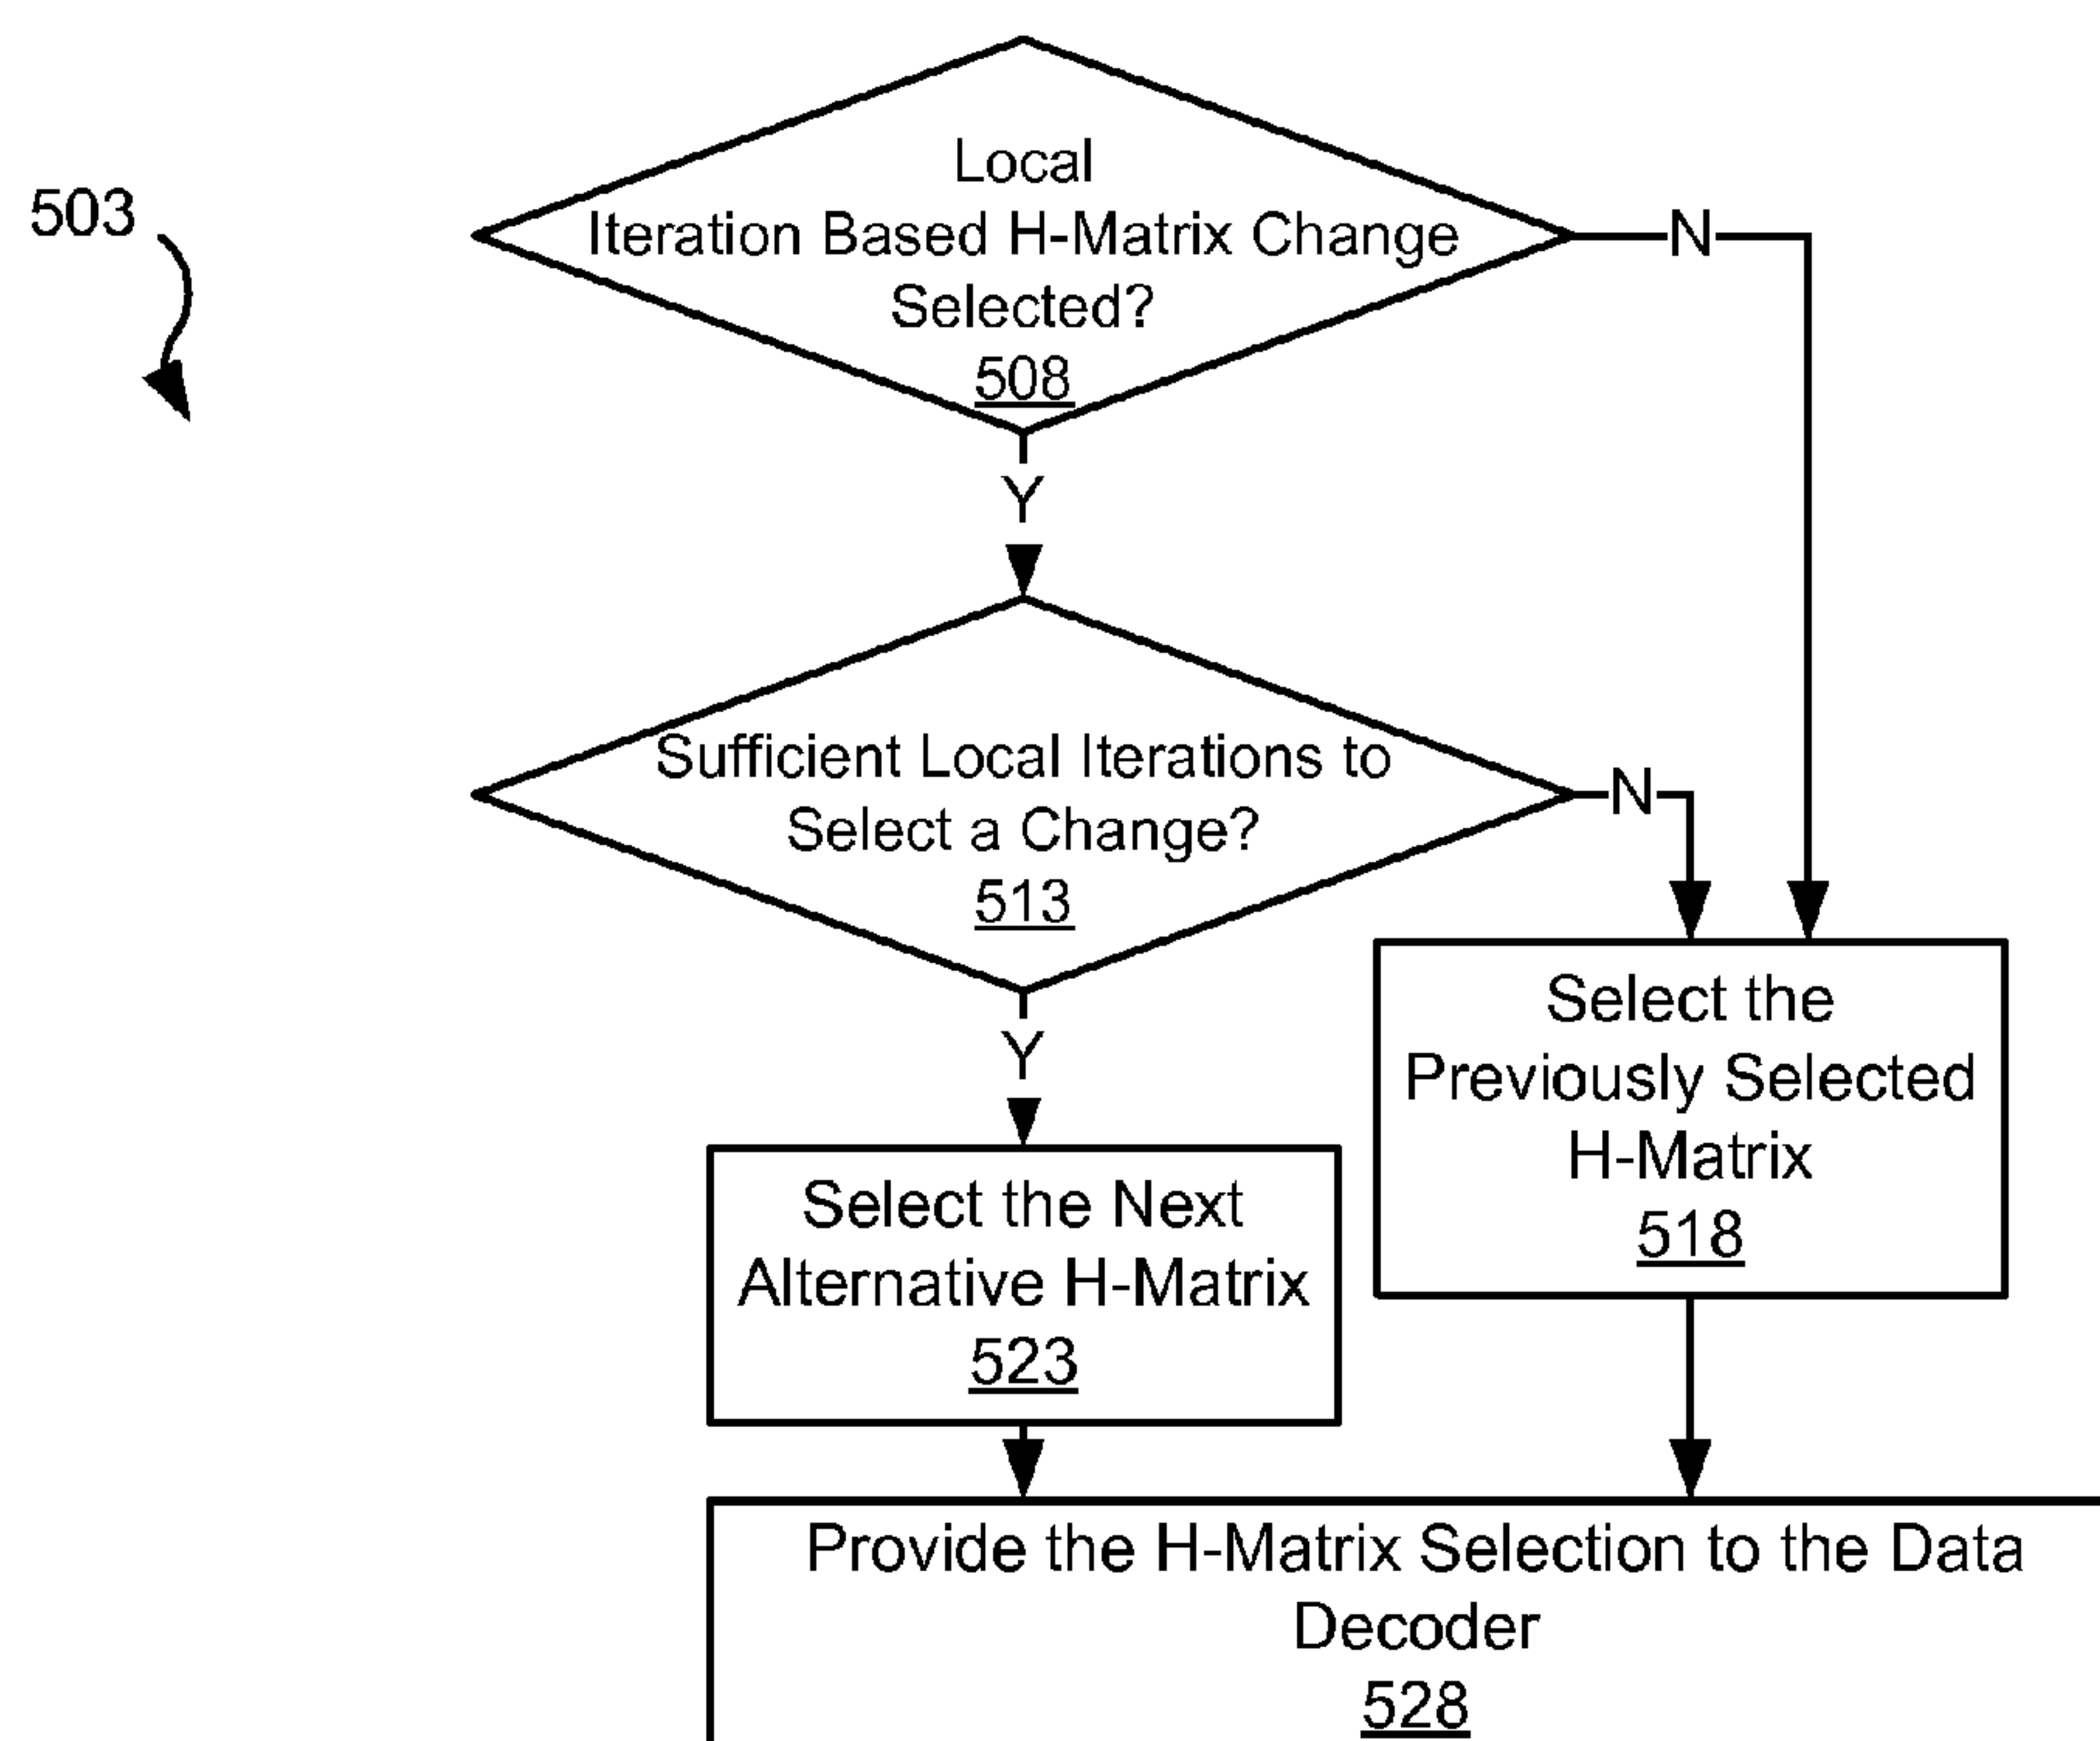 503
Local
Iteration Based H-Matrix Change
Selected?
508
N
Y
Sufficient Local Iterations to
Select a Change?
513
N
Y
Select the
Previously Selected
H-Matrix
518
Select the Next
Alternative H-Matrix
523
Provide the H-Matrix Selection to the Data
Decoder
528